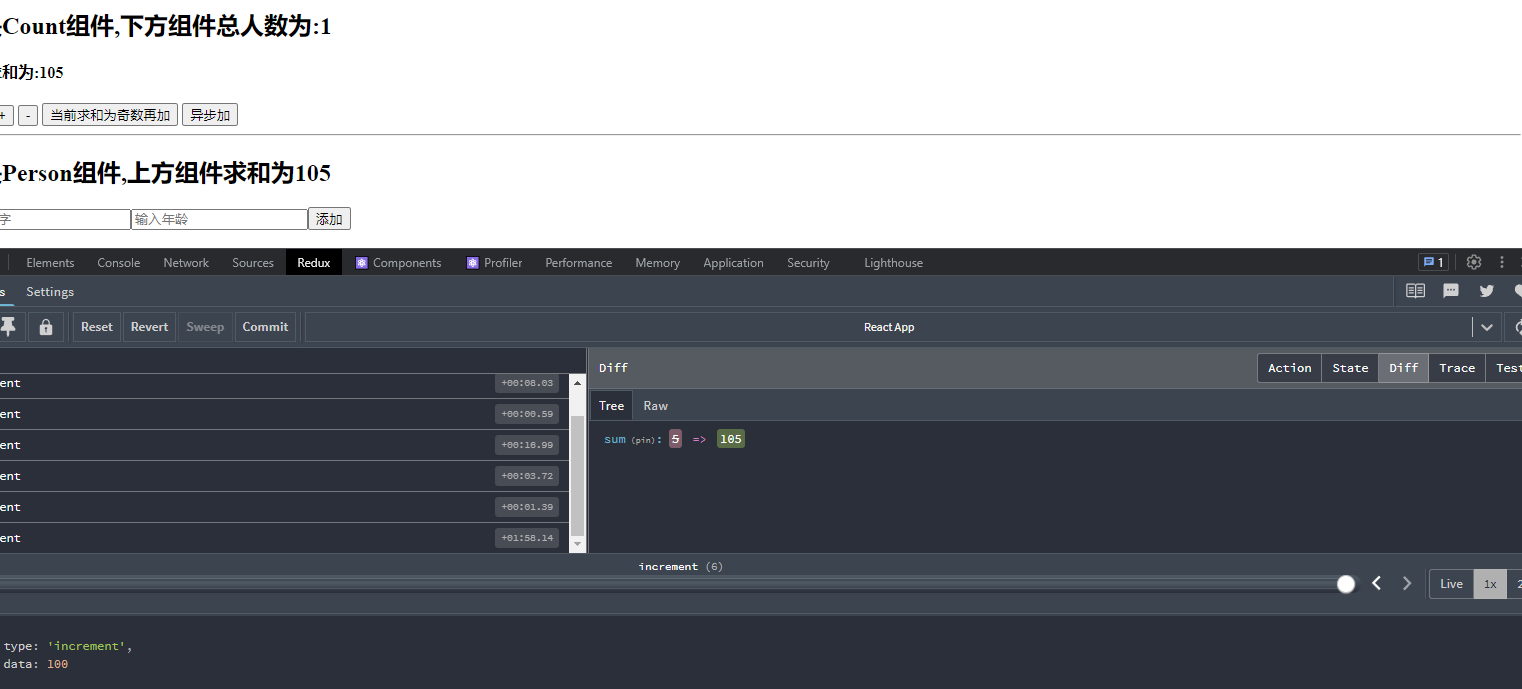 Count组件,下方组件总人数为:1
和为:105
+ - 当前求和为奇数再加 异步加
Person组件,上方组件求和为105
字 输入年龄 添加
Elements Console Network Sources Redux Components Profiler Performance Memory Application Security Lighthouse 1
s Settings
Reset Revert Sweep Commit React App
Diff Action State Diff Trace Test
ent +00:08.03
Tree Raw
ent +00:00.59
sum (pin): 5 => 105
ent +00:16.99
ent +00:03.72
ent +00:01.39
ent +01:58.14
increment (6)
Live 1x 2
type: 'increment',
data: 100